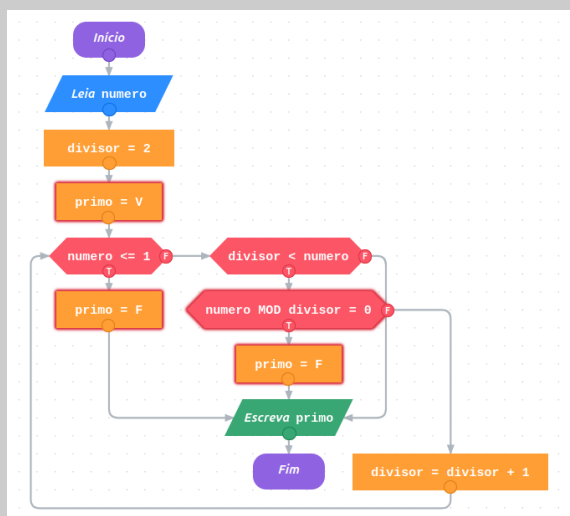 Inicio
Leia numero
divisor = 2
primo = V
numero <= 1 F divisor < numero F
T T
primo = F numero MOD divisor = 0 F
T
primo = F
Escreva primo
Fim divisor = divisor + 1